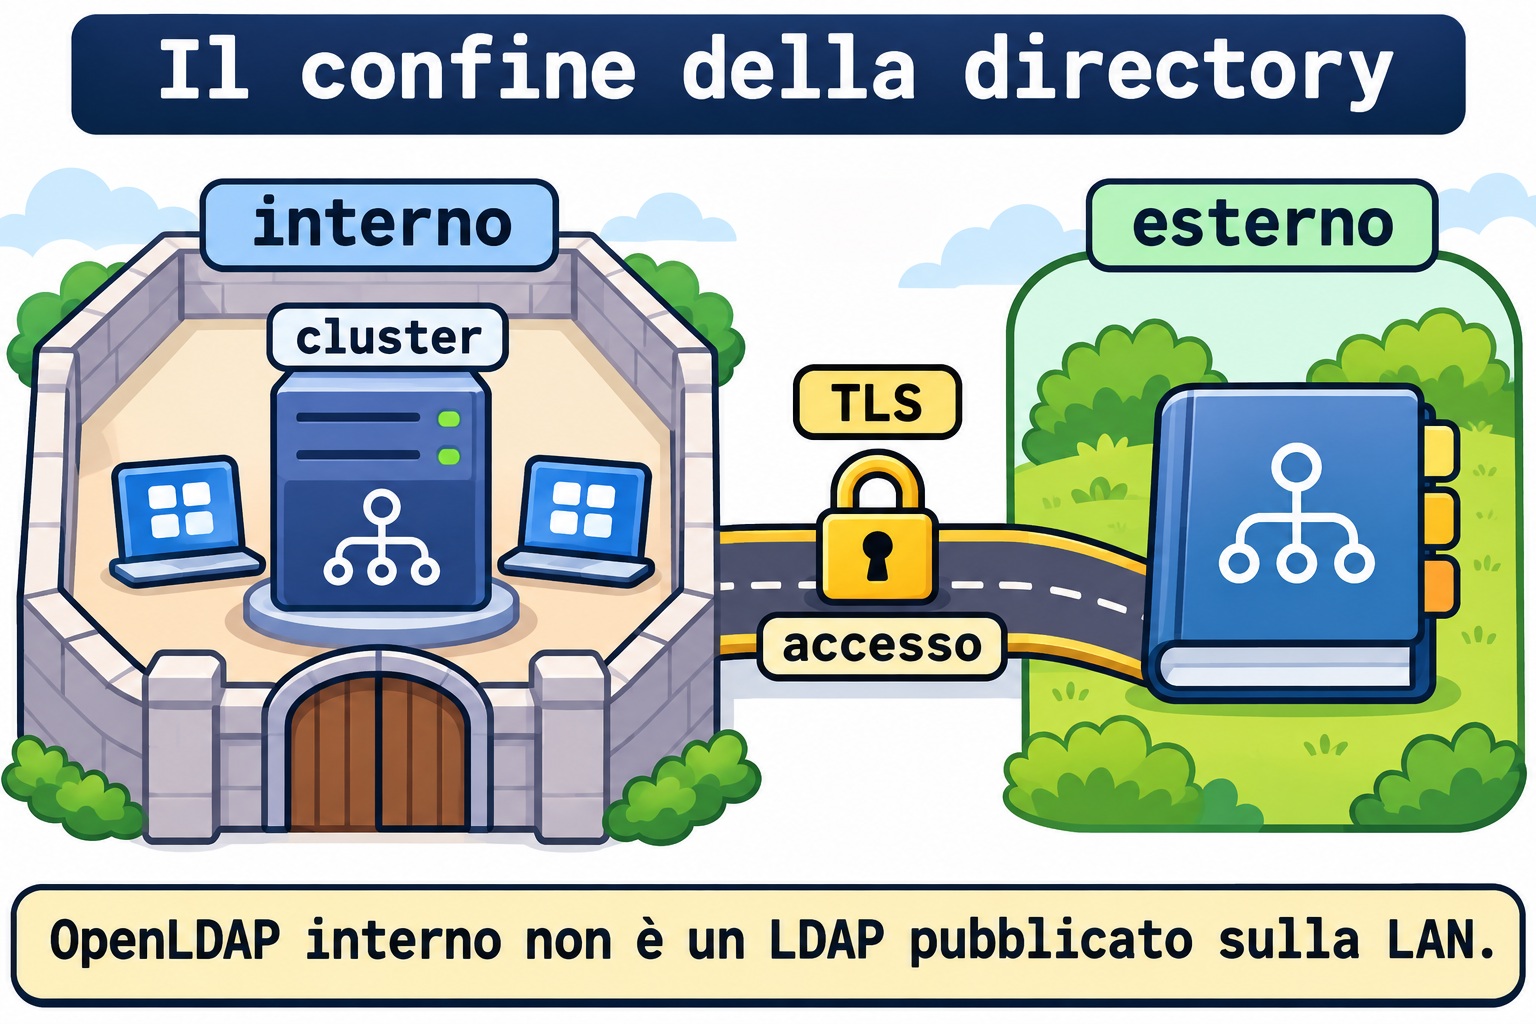 Il confine della directory
interno
esterno
cluster
TLS
accesso
OpenLDAP interno non è un LDAP pubblicato sulla LAN.